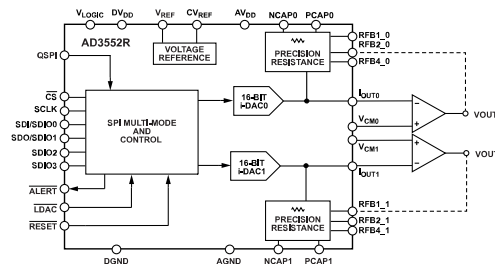 VLOGIC DVDD VREF CVREF AVDD NCAP0 PCAP0
AD3552R
VOLTAGE
REFERENCE
PRECISION
RESISTANCE
RFB1_0
RFB2_0
RFB4_0
QSPI
CS
SCLK
SDI/SDIO0
SDO/SDIO1
SDIO2
SDIO3
ALERT
LDAC
RESET
SPI MULTI-MODE
AND
CONTROL
16-BIT
i-DAC0
IOUT0
VCM0
VOUT
16-BIT
i-DAC1
VCM1
IOUT1
VOUT
PRECISION
RESISTANCE
RFB1_1
RFB2_1
RFB4_1
DGND AGND NCAP1 PCAP1